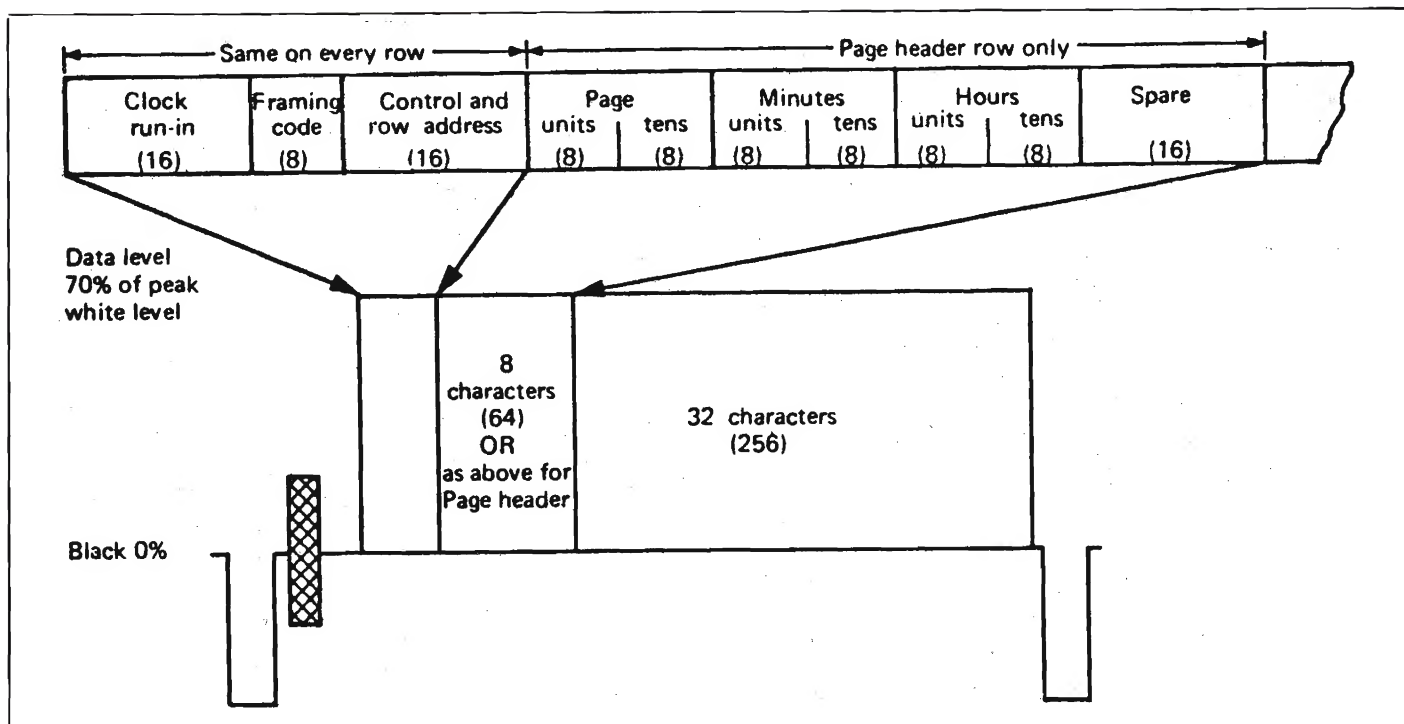 Same on every row
Page header row only
Clock
run-in
(16)
Framing
code
(8)
Control and
row address
(16)
Page
units tens
(8) (8)
Minutes
units tens
(8) (8)
Hours
units tens
(8) (8)
Spare
(16)
Data level
70% of peak
white level
8
characters
(64)
OR
as above for
Page header
32 characters
(256)
Black 0%